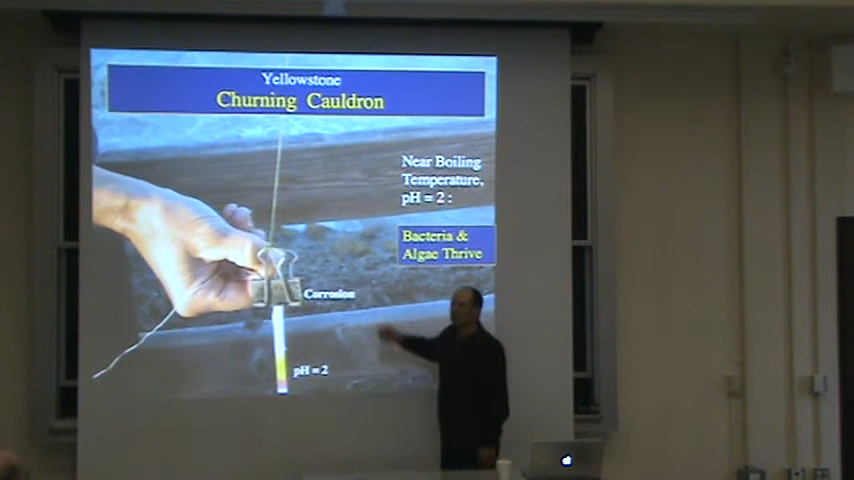 Yellowstone
Churning Cauldron
Near Boiling
Temperature,
pH = 2 :
Bacteria &
Algae Thrive
Corrosion
pH = 2